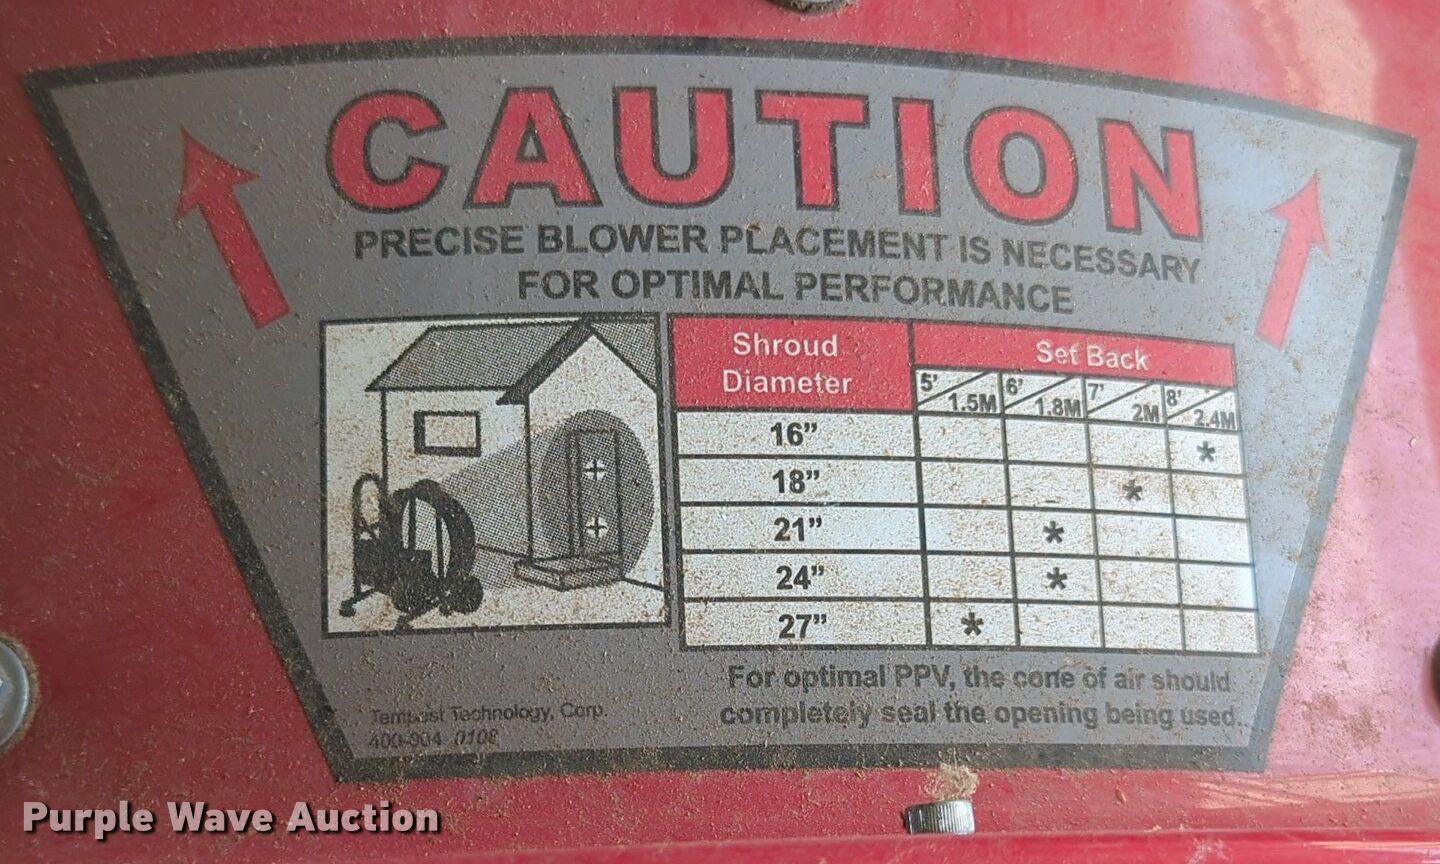 CAUTION
PRECISE BLOWER PLACEMENT IS NECESSARY
FOR OPTIMAL PERFORMANCE
Shroud Diameter Set Back
5' 1.5M 6' 1.8M 7' 2M 8' 2.4M
16” *
18” *
21” *
24” *
27” *
For optimal PPV, the cone of air should
completely seal the opening being used.
Tempest Technology, Corp.
400-904 0108
Purple Wave Auction